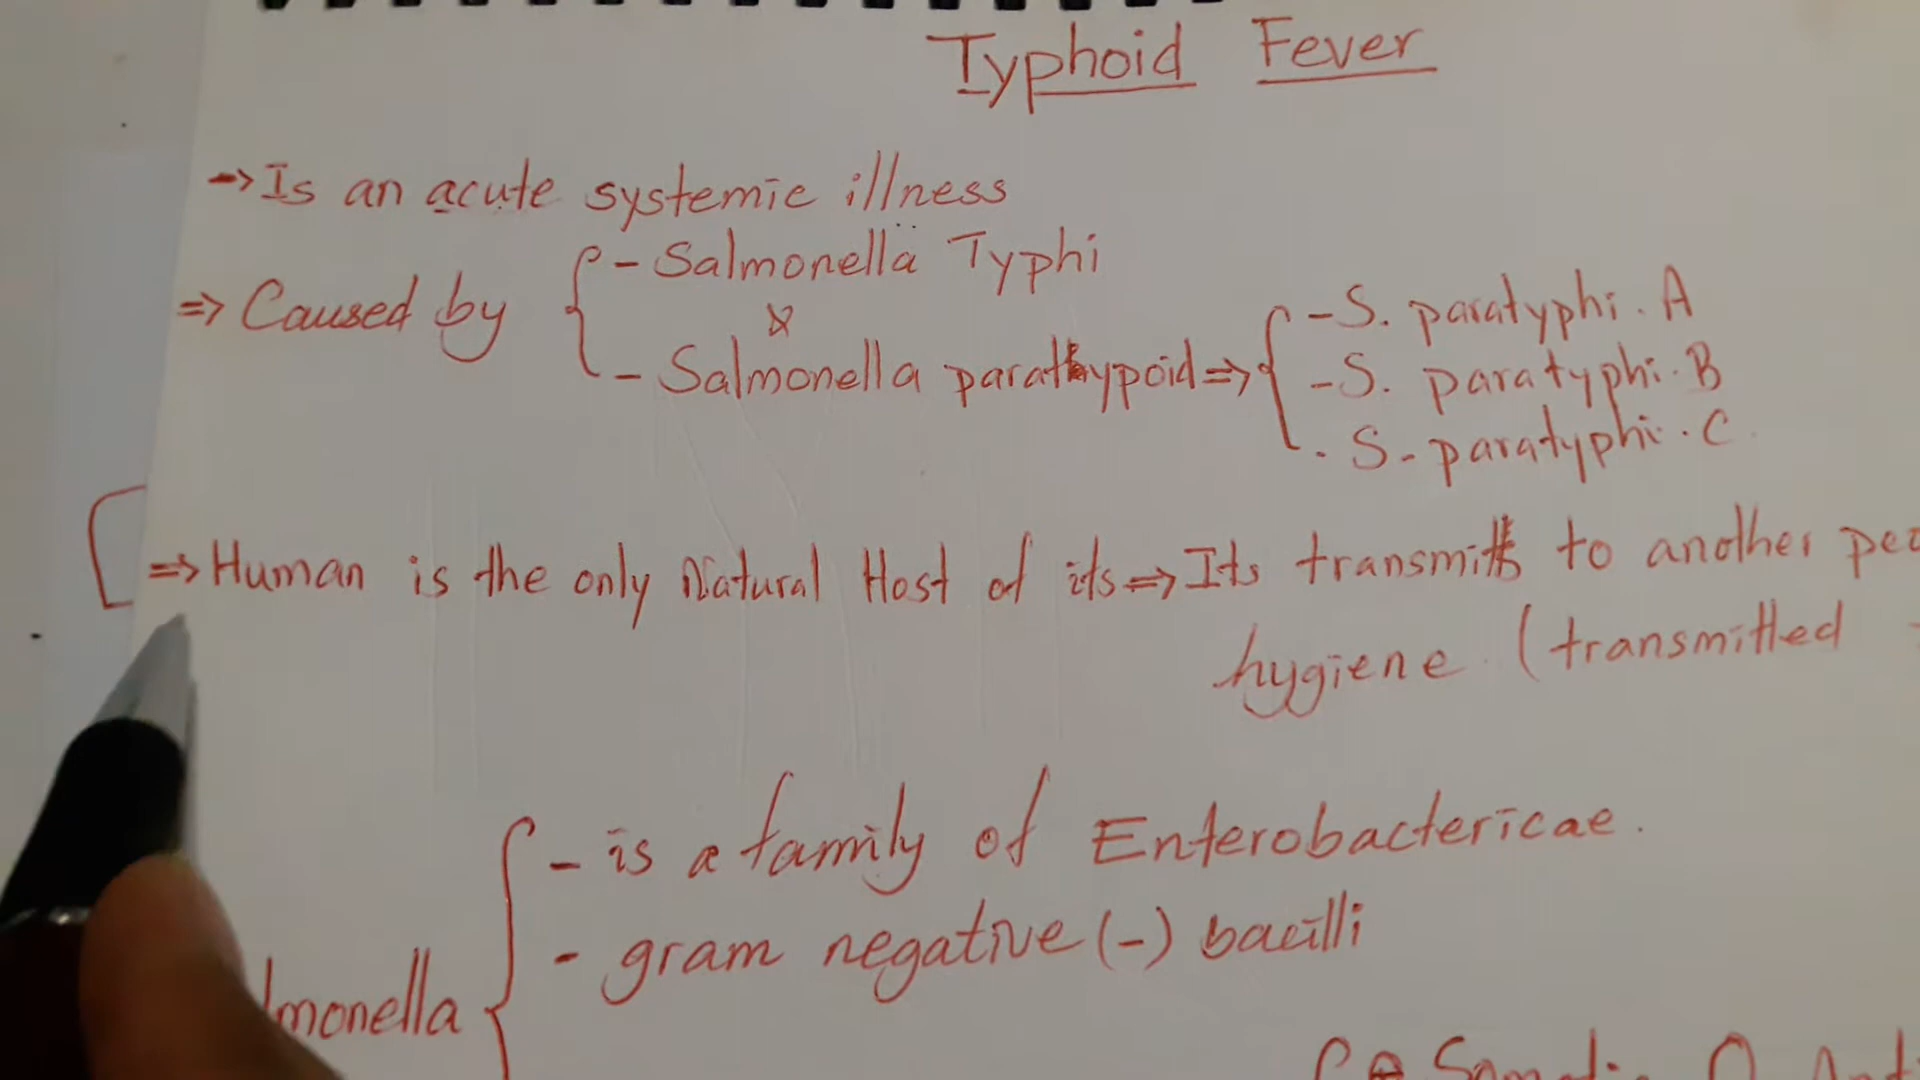 Typhoid Fever
→ Is an acute systemic illness
⇒ Caused by { - Salmonella Typhi
&
- Salmonella parathypoid ⇒ { - S. paratyphi. A
- S. paratyphi. B
. S. paratyphi. C
⇒ Human is the only Natural Host of its ⇒ Its transmitt to another
hygiene. (transmitted
- is a family of Enterobactericae.
- gram negative (-) bacilli
lmonella {